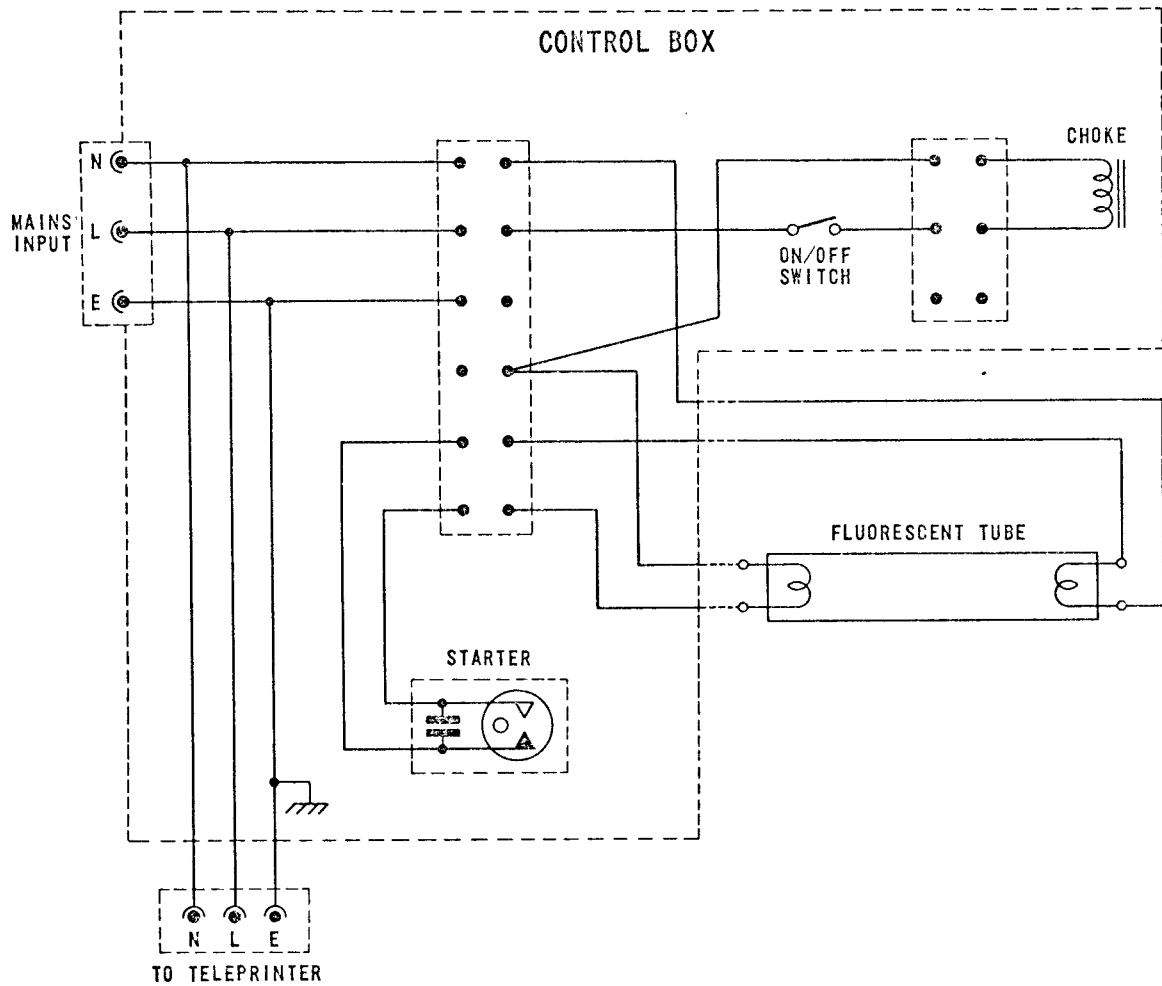 CONTROL BOX
CHOKE
N
MAINS
INPUT
L
E
ON/OFF
SWITCH
FLUORESCENT TUBE
STARTER
N L E
TO TELEPRINTER